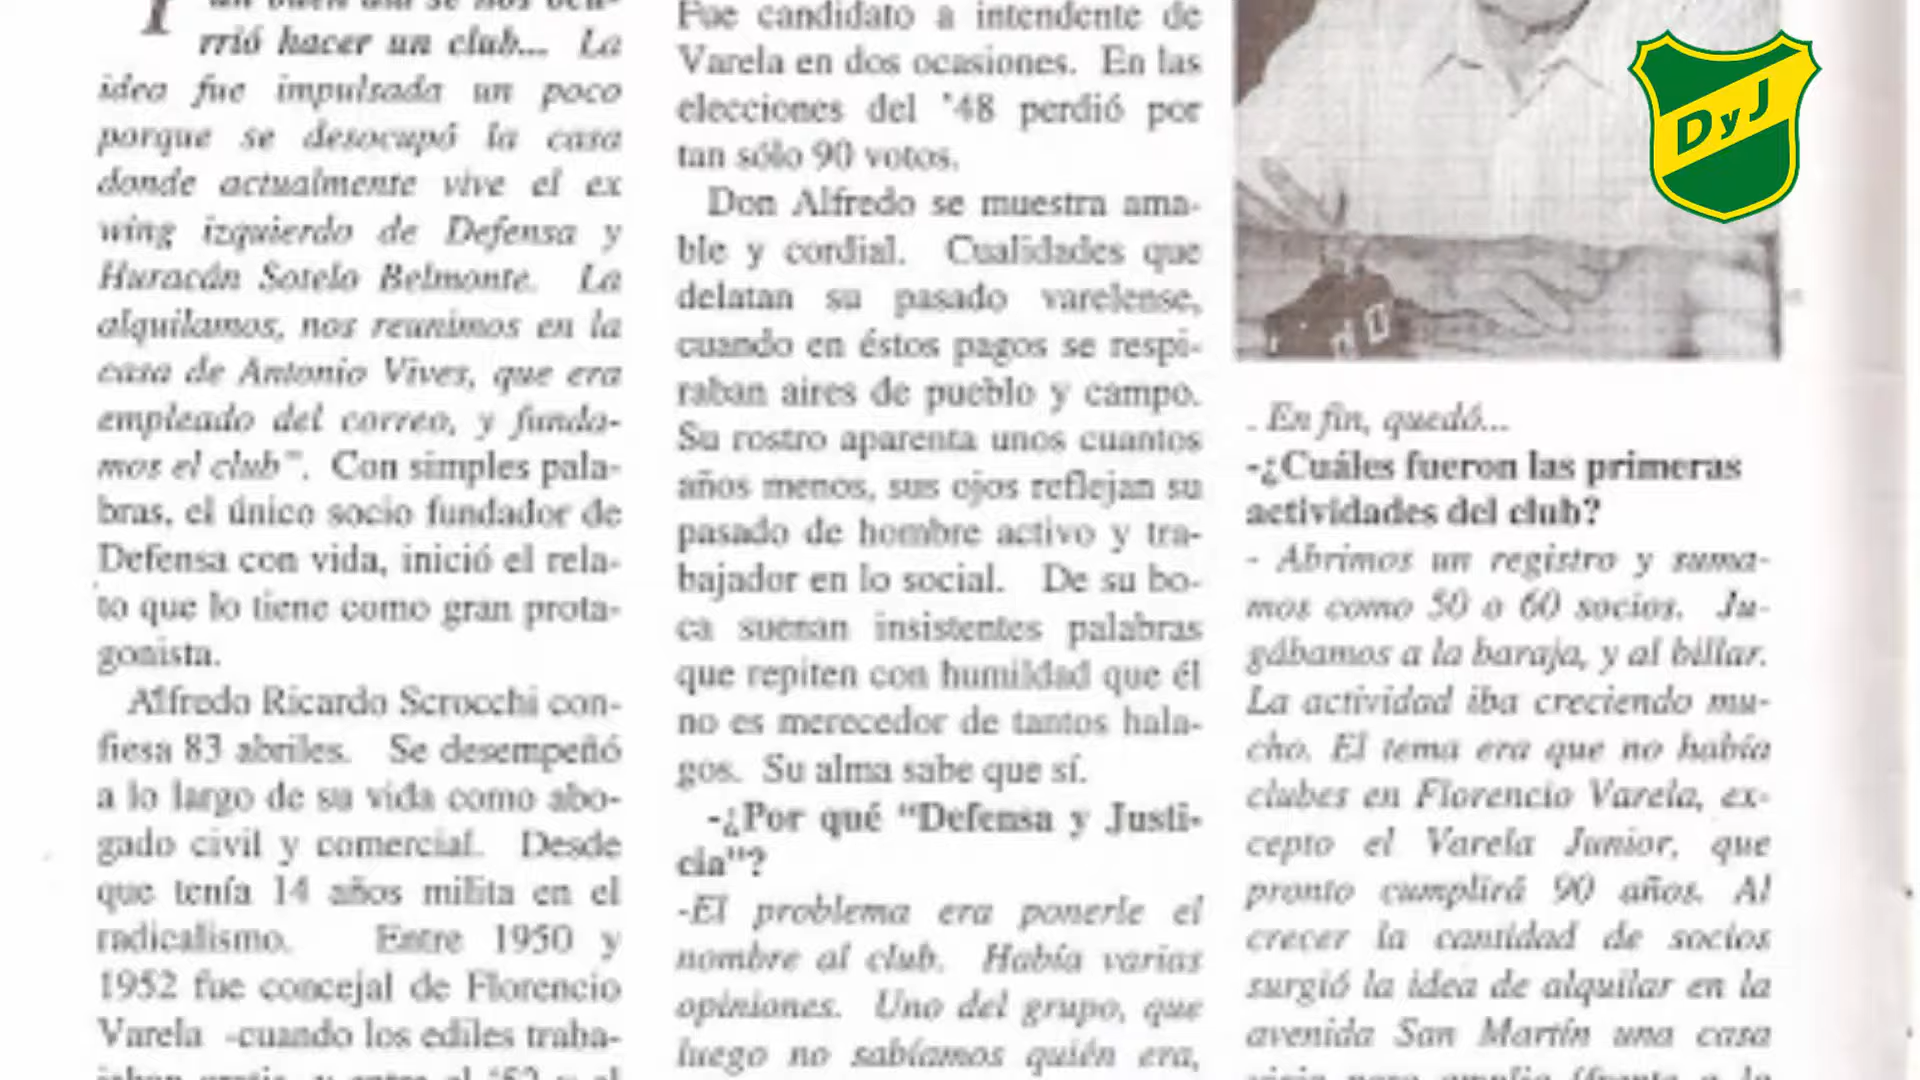 un buen día se nos ocu-
rrió hacer un club... La
idea fue impulsada un poco
porque se desocupó la casa
donde actualmente vive el ex
wing izquierdo de Defensa y
Huracán Sotelo Belmonte. La
alquilamos, nos reunimos en la
casa de Antonio Vives, que era
empleado del correo, y funda-
mos el club". Con simples pala-
bras, el único socio fundador de
Defensa con vida, inició el rela-
to que lo tiene como gran prota-
gonista.
Alfredo Ricardo Scrocchi con-
fiesa 83 abriles. Se desempeñó
a lo largo de su vida como abo-
gado civil y comercial. Desde
que tenía 14 años milita en el
radicalismo. Entre 1950 y
1952 fue concejal de Florencio
Varela -cuando los ediles traba-
Fue candidato a intendente de
Varela en dos ocasiones. En las
elecciones del '48 perdió por
tan sólo 90 votos.
Don Alfredo se muestra ama-
ble y cordial. Cualidades que
delatan su pasado varelense,
cuando en éstos pagos se respi-
raban aires de pueblo y campo.
Su rostro aparenta unos cuantos
años menos, sus ojos reflejan su
pasado de hombre activo y tra-
bajador en lo social. De su bo-
ca suenan insistentes palabras
que repiten con humildad que él
no es merecedor de tantos hala-
gos. Su alma sabe que sí.
-¿Por qué "Defensa y Justi-
cia"?
-El problema era ponerle el
nombre al club. Había varias
opiniones. Uno del grupo, que
luego no sabíamos quién era,
DyJ
. En fin, quedó...
-¿Cuáles fueron las primeras
actividades del club?
- Abrimos un registro y suma-
mos como 50 o 60 socios. Ju-
gábamos a la baraja, y al billar.
La actividad iba creciendo mu-
cho. El tema era que no había
clubes en Florencio Varela, ex-
cepto el Varela Junior, que
pronto cumplirá 90 años. Al
crecer la cantidad de socios
surgió la idea de alquilar en la
avenida San Martín una casa